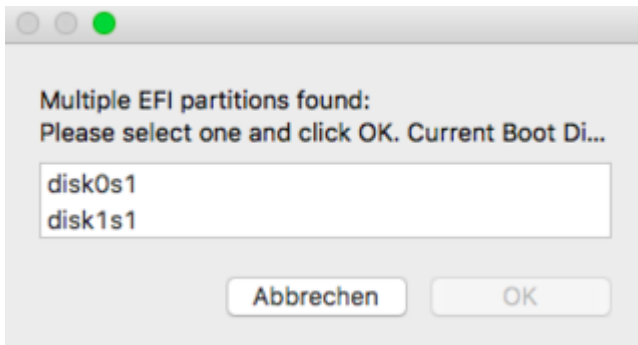 Multiple EFI partitions found:
Please select one and click OK. Current Boot Di...
disk0s1
disk1s1
Abbrechen
OK